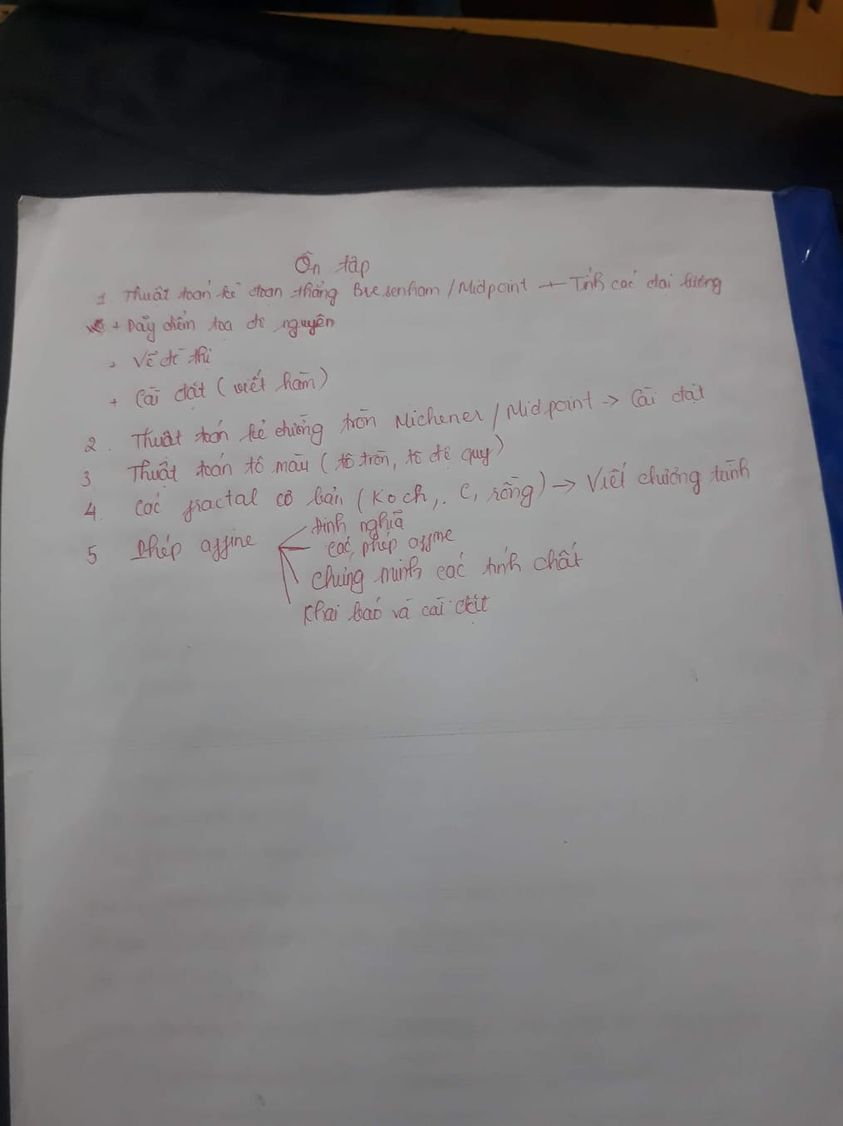 Ôn tập
1 Thuật toán kẻ đoạn thẳng Bresenham / Midpoint + Tính các đại lượng
+ Dãy điểm tọa độ nguyên
+ Vẽ đồ thị
+ Cài đặt (viết hàm)
2. Thuật toán kẻ đường tròn Michener / Midpoint → Cài đặt
3 Thuật toán tô màu (tô tròn, tô đệ quy)
4. Các fractal cơ bản (Koch, C, rồng) → Viết chương trình
5 Phép affine
Định nghĩa
các phép affine
chứng minh các tính chất
Khai báo và cài đặt